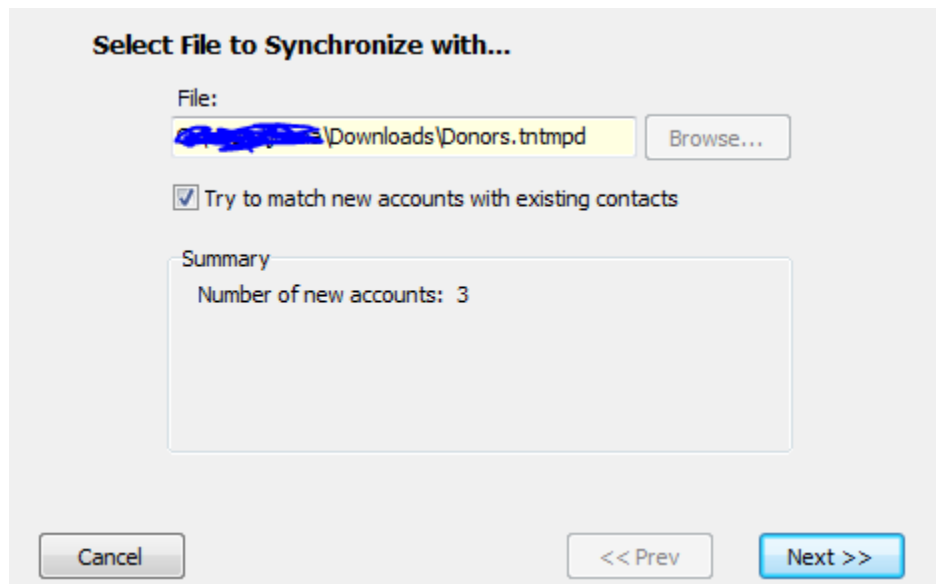 Select File to Synchronize with...
File:
\Downloads\Donors.tntmpd
Browse...
Try to match new accounts with existing contacts
Summary
Number of new accounts: 3
Cancel
<< Prev
Next >>